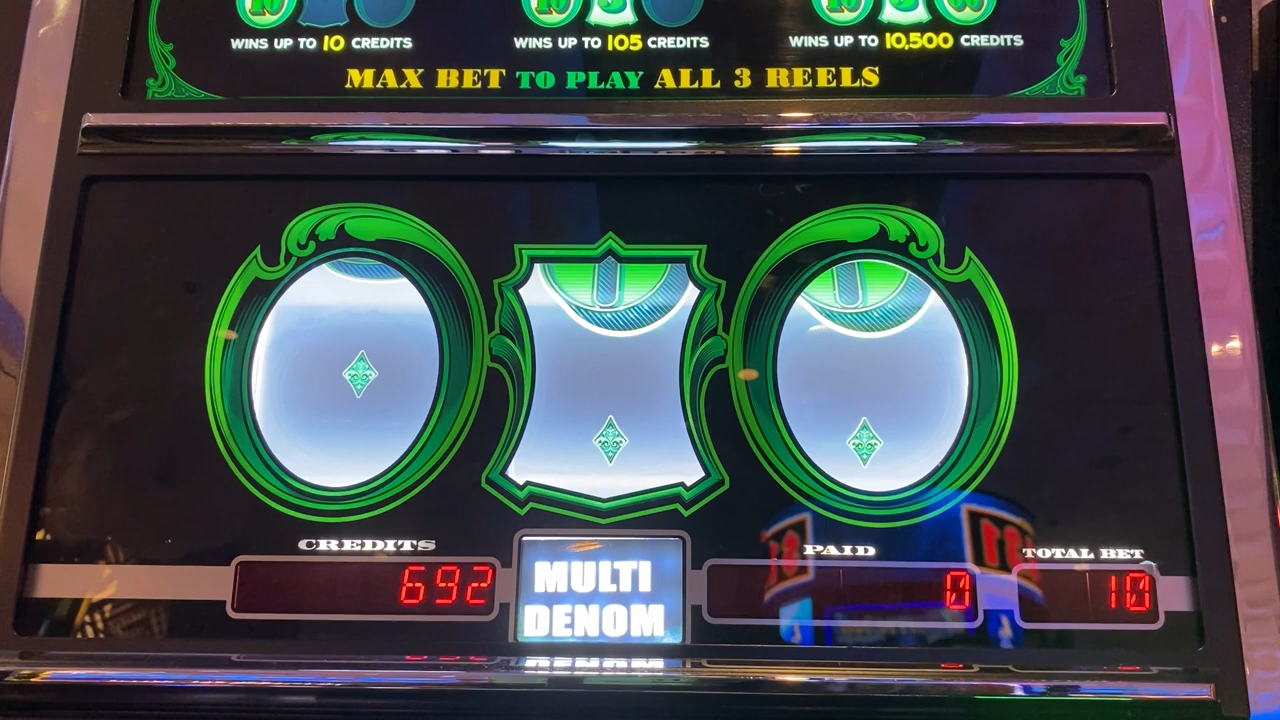 WINS UP TO 10 CREDITS
WINS UP TO 105 CREDITS
WINS UP TO 10,500 CREDITS
MAX BET TO PLAY ALL 3 REELS
CREDITS
PAID
TOTAL BET
692
MULTI
DENOM
0
10